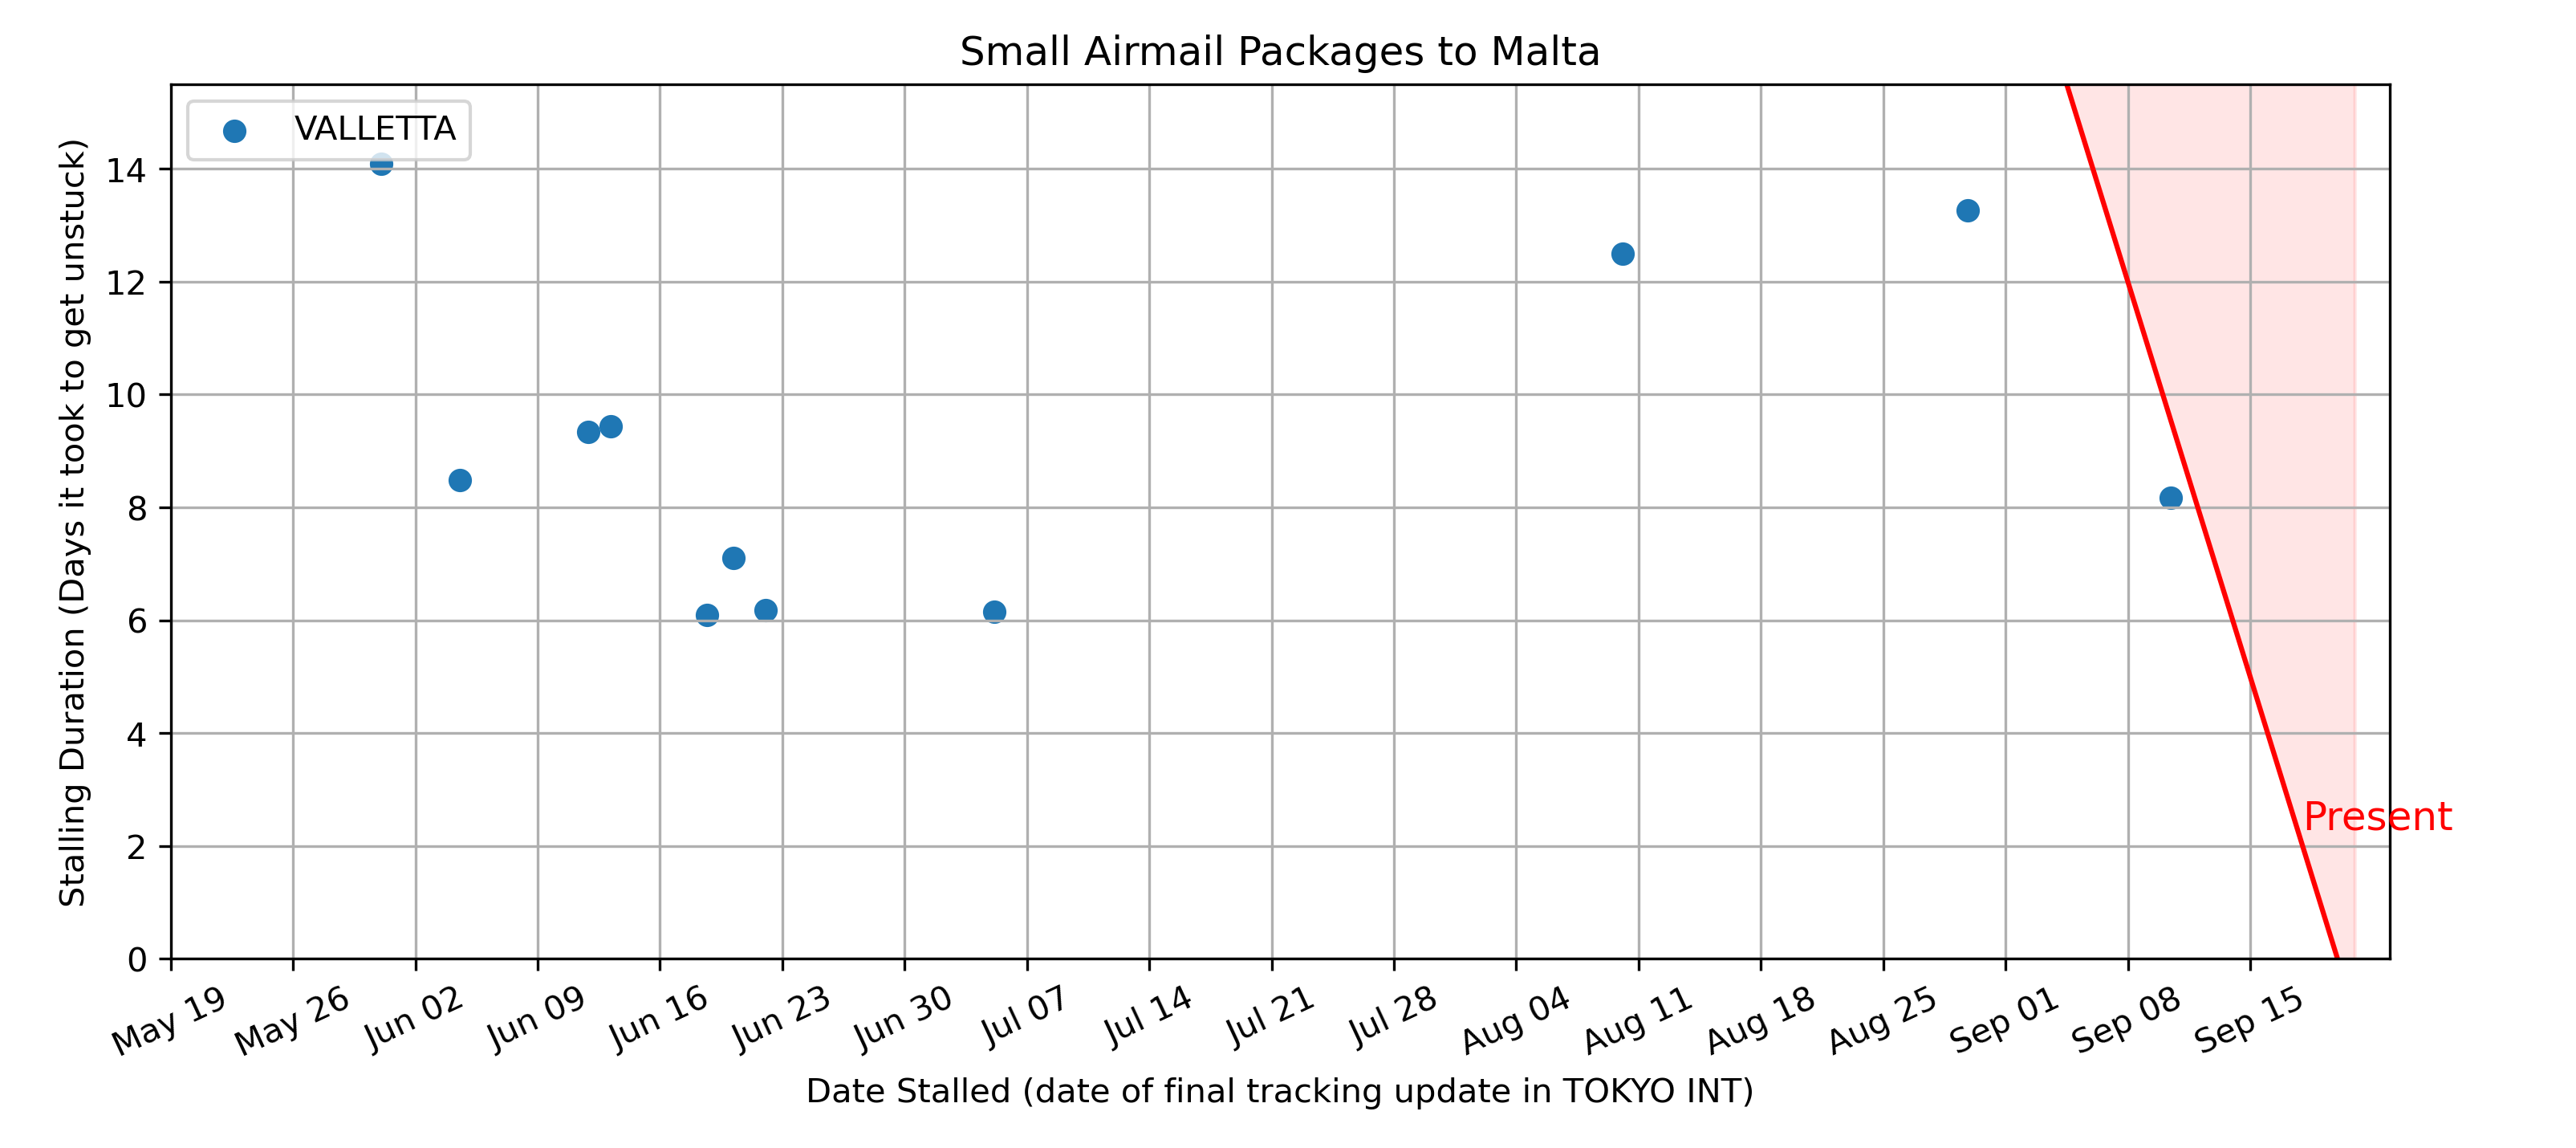 Small Airmail Packages to Malta
VALLETTA
Stalling Duration (Days it took to get unstuck)
14
12
10
8
6
4
2
0
Present
May 19
May 26
Jun 02
Jun 09
Jun 16
Jun 23
Jun 30
Jul 07
Jul 14
Jul 21
Jul 28
Aug 04
Aug 11
Aug 18
Aug 25
Sep 01
Sep 08
Sep 15
Date Stalled (date of final tracking update in TOKYO INT)